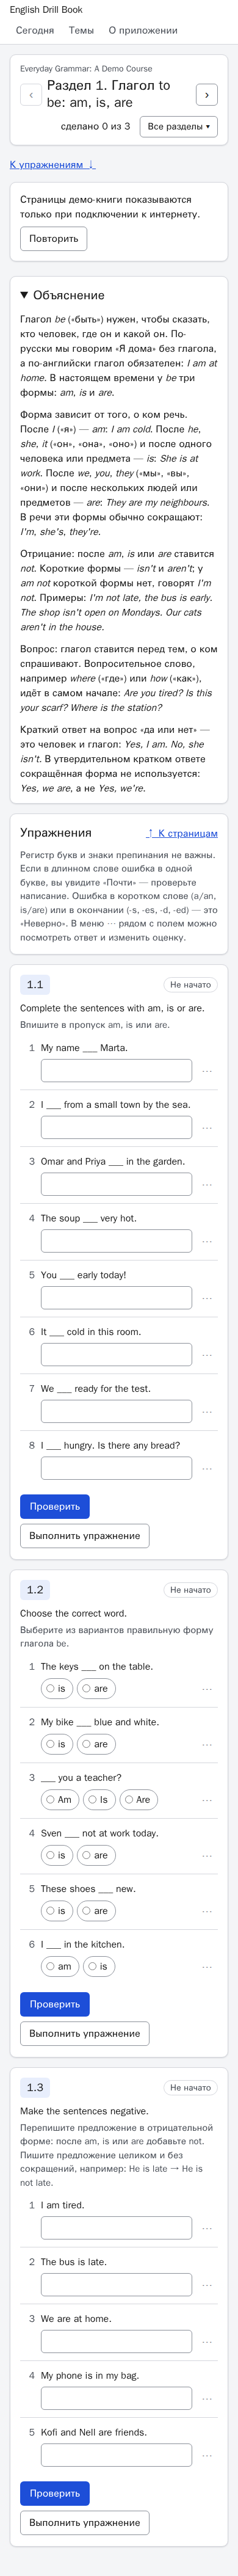 English Drill Book
Сегодня Темы О приложении
Everyday Grammar: A Demo Course
‹ Раздел 1. Глагол to
be: am, is, are ›
сделано 0 из 3 Все разделы ▾
К упражнениям ↓
Страницы демо-книги показываются
только при подключении к интернету.
Повторить
▼ Объяснение
Глагол be («быть») нужен, чтобы сказать,
кто человек, где он и какой он. По-
русски мы говорим «Я дома» без глагола,
а по-английски глагол обязателен: I am at
home. В настоящем времени у be три
формы: am, is и are.
Форма зависит от того, о ком речь.
После I («я») — am: I am cold. После he,
she, it («он», «она», «оно») и после одного
человека или предмета — is: She is at
work. После we, you, they («мы», «вы»,
«они») и после нескольких людей или
предметов — are: They are my neighbours.
В речи эти формы обычно сокращают:
I'm, she's, they're.
Отрицание: после am, is или are ставится
not. Короткие формы — isn't и aren't; у
am not короткой формы нет, говорят I'm
not. Примеры: I'm not late, the bus is early.
The shop isn't open on Mondays. Our cats
aren't in the house.
Вопрос: глагол ставится перед тем, о ком
спрашивают. Вопросительное слово,
например where («где») или how («как»),
идёт в самом начале: Are you tired? Is this
your scarf? Where is the station?
Краткий ответ на вопрос «да или нет» —
это человек и глагол: Yes, I am. No, she
isn't. В утвердительном кратком ответе
сокращённая форма не используется:
Yes, we are, а не Yes, we're.
Упражнения ↑ К страницам
Регистр букв и знаки препинания не важны.
Если в длинном слове ошибка в одной
букве, вы увидите «Почти» — проверьте
написание. Ошибка в коротком слове (a/an,
is/are) или в окончании (-s, -es, -d, -ed) — это
«Неверно». В меню ··· рядом с полем можно
посмотреть ответ и изменить оценку.
1.1 Не начато
Complete the sentences with am, is or are.
Впишите в пропуск am, is или are.
1 My name ___ Marta.
···
2 I ___ from a small town by the sea.
···
3 Omar and Priya ___ in the garden.
···
4 The soup ___ very hot.
···
5 You ___ early today!
···
6 It ___ cold in this room.
···
7 We ___ ready for the test.
···
8 I ___ hungry. Is there any bread?
···
Проверить
Выполнить упражнение
1.2 Не начато
Choose the correct word.
Выберите из вариантов правильную форму
глагола be.
1 The keys ___ on the table.
is are ···
2 My bike ___ blue and white.
is are ···
3 ___ you a teacher?
Am Is Are ···
4 Sven ___ not at work today.
is are ···
5 These shoes ___ new.
is are ···
6 I ___ in the kitchen.
am is ···
Проверить
Выполнить упражнение
1.3 Не начато
Make the sentences negative.
Перепишите предложение в отрицательной
форме: после am, is или are добавьте not.
Пишите предложение целиком и без
сокращений, например: He is late → He is
not late.
1 I am tired.
···
2 The bus is late.
···
3 We are at home.
···
4 My phone is in my bag.
···
5 Kofi and Nell are friends.
···
Проверить
Выполнить упражнение